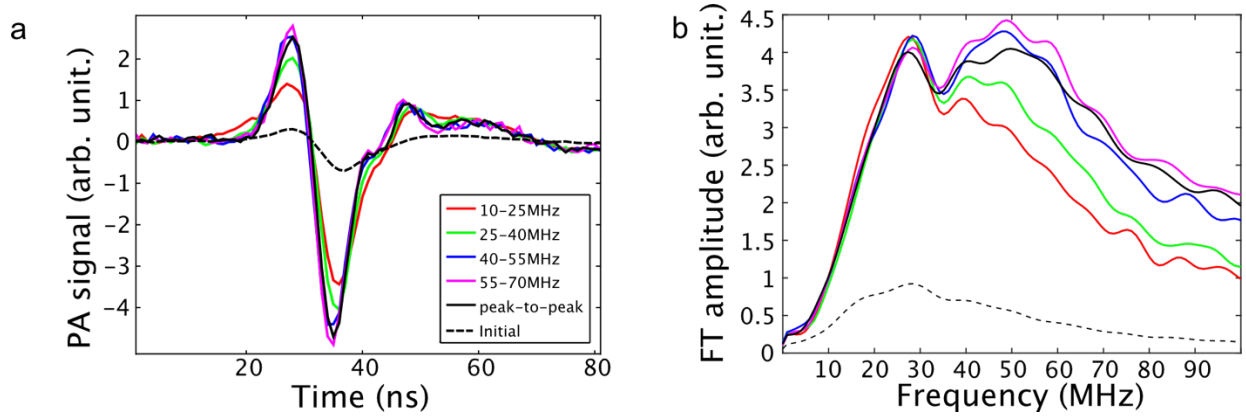 a
PA signal (arb. unit.)
2
1
0
-1
-2
-3
-4
20
40
60
80
Time (ns)
10-25MHz
25-40MHz
40-55MHz
55-70MHz
peak-to-peak
Initial
b
FT amplitude (arb. unit.)
4.5
4
3.5
3
4.5
2
1.5
1
0.5
0
10
20
30
40
50
60
70
80
90
Frequency (MHz)